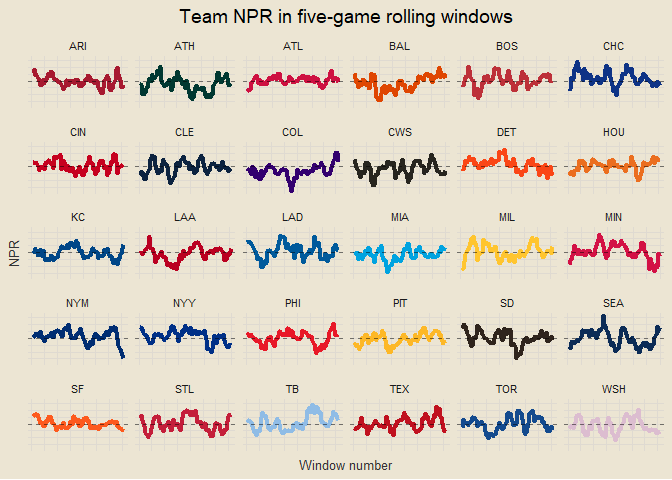 Team NPR in five-game rolling windows
ARI ATH ATL BAL BOS CHC
CIN CLE COL CWS DET HOU
KC LAA LAD MIA MIL MIN
NPR
NYM NYY PHI PIT SD SEA
SF STL TB TEX TOR WSH
Window number